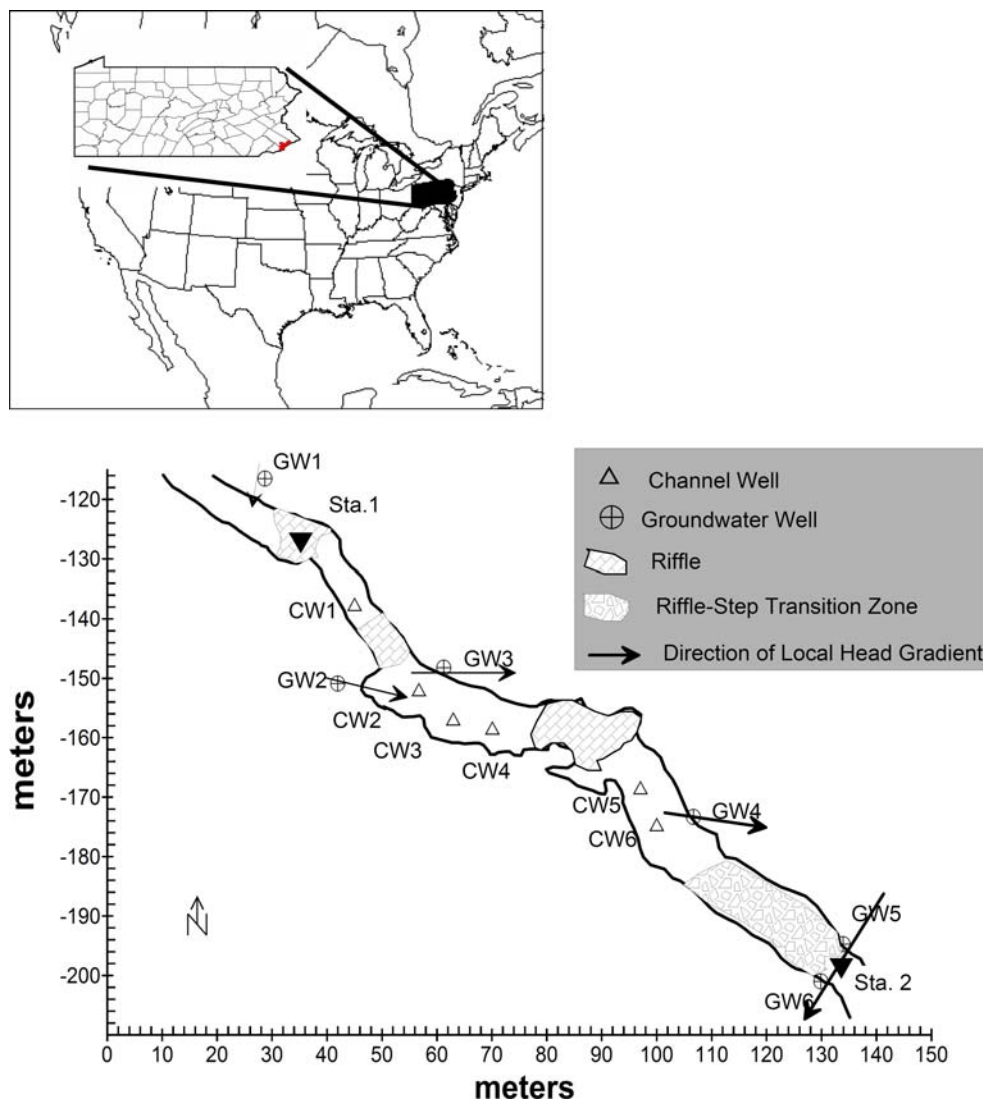 GW1
Sta.1
CW1
GW2
GW3
CW2
CW3
CW4
CW5
CW6
GW4
GW5
GW6
Sta. 2
N
Channel Well
Groundwater Well
Riffle
Riffle-Step Transition Zone
Direction of Local Head Gradient
meters
-120
-130
-140
-150
-160
-170
-180
-190
-200
0 10 20 30 40 50 60 70 80 90 100 110 120 130 140 150
meters